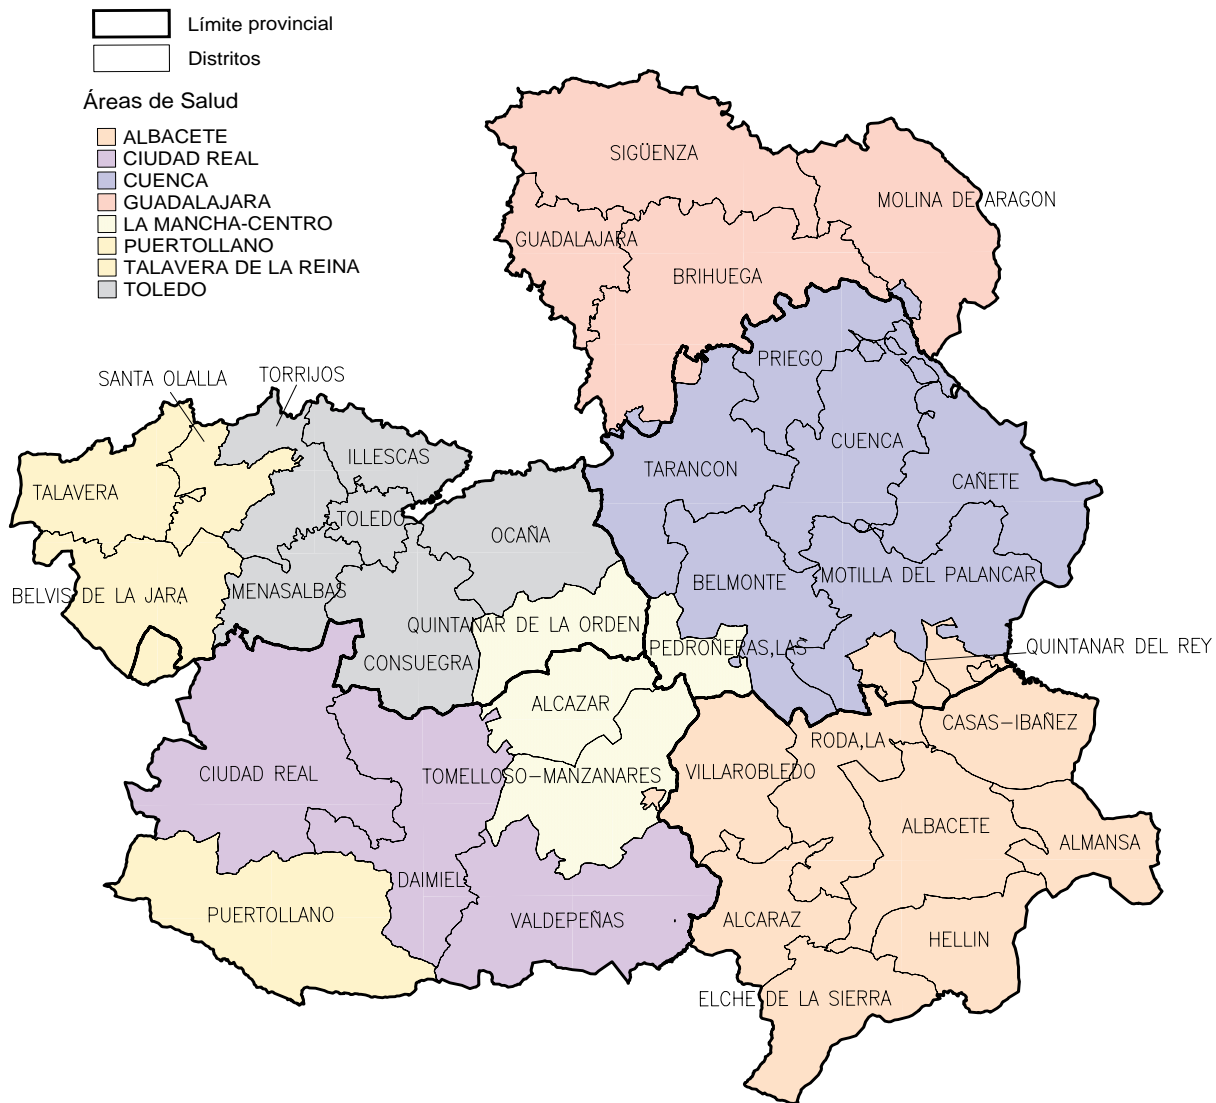 Límite provincial
Distritos
Áreas de Salud
ALBACETE
CIUDAD REAL
CUENCA
GUADALAJARA
LA MANCHA-CENTRO
PUERTOLLANO
TALAVERA DE LA REINA
TOLEDO
SIGÜENZA
MOLINA DE ARAGON
GUADALAJARA
BRIHUEGA
PRIEGO
SANTA OLALLA
TORRIJOS
CUENCA
ILLESCAS
TARANCON
CAÑETE
TALAVERA
TOLEDO
OCAÑA
MOTILLA DEL PALANCAR
BELMONTE
BELVIS DE LA JARA
MENASALBAS
QUINTANAR DE LA ORDEN
PEDROÑERAS,LAS
QUINTANAR DEL REY
CONSUEGRA
ALCAZAR
CASAS-IBAÑEZ
RODA,LA
CIUDAD REAL
TOMELLOSO-MANZANARES
VILLAROBLEDO
ALBACETE
ALMANSA
DAIMIEL
PUERTOLLANO
VALDEPEÑAS
ALCARAZ
HELLIN
ELCHE DE LA SIERRA